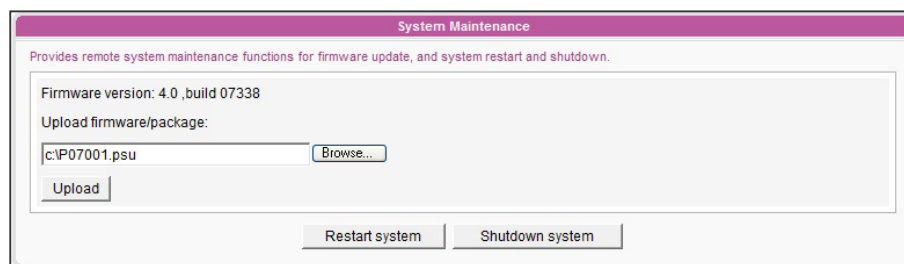 System Maintenance
Provides remote system maintenance functions for firmware update, and system restart and shutdown.
Firmware version: 4.0 ,build 07338
Upload firmware/package:
c:\P07001.psu Browse...
Upload
Restart system Shutdown system